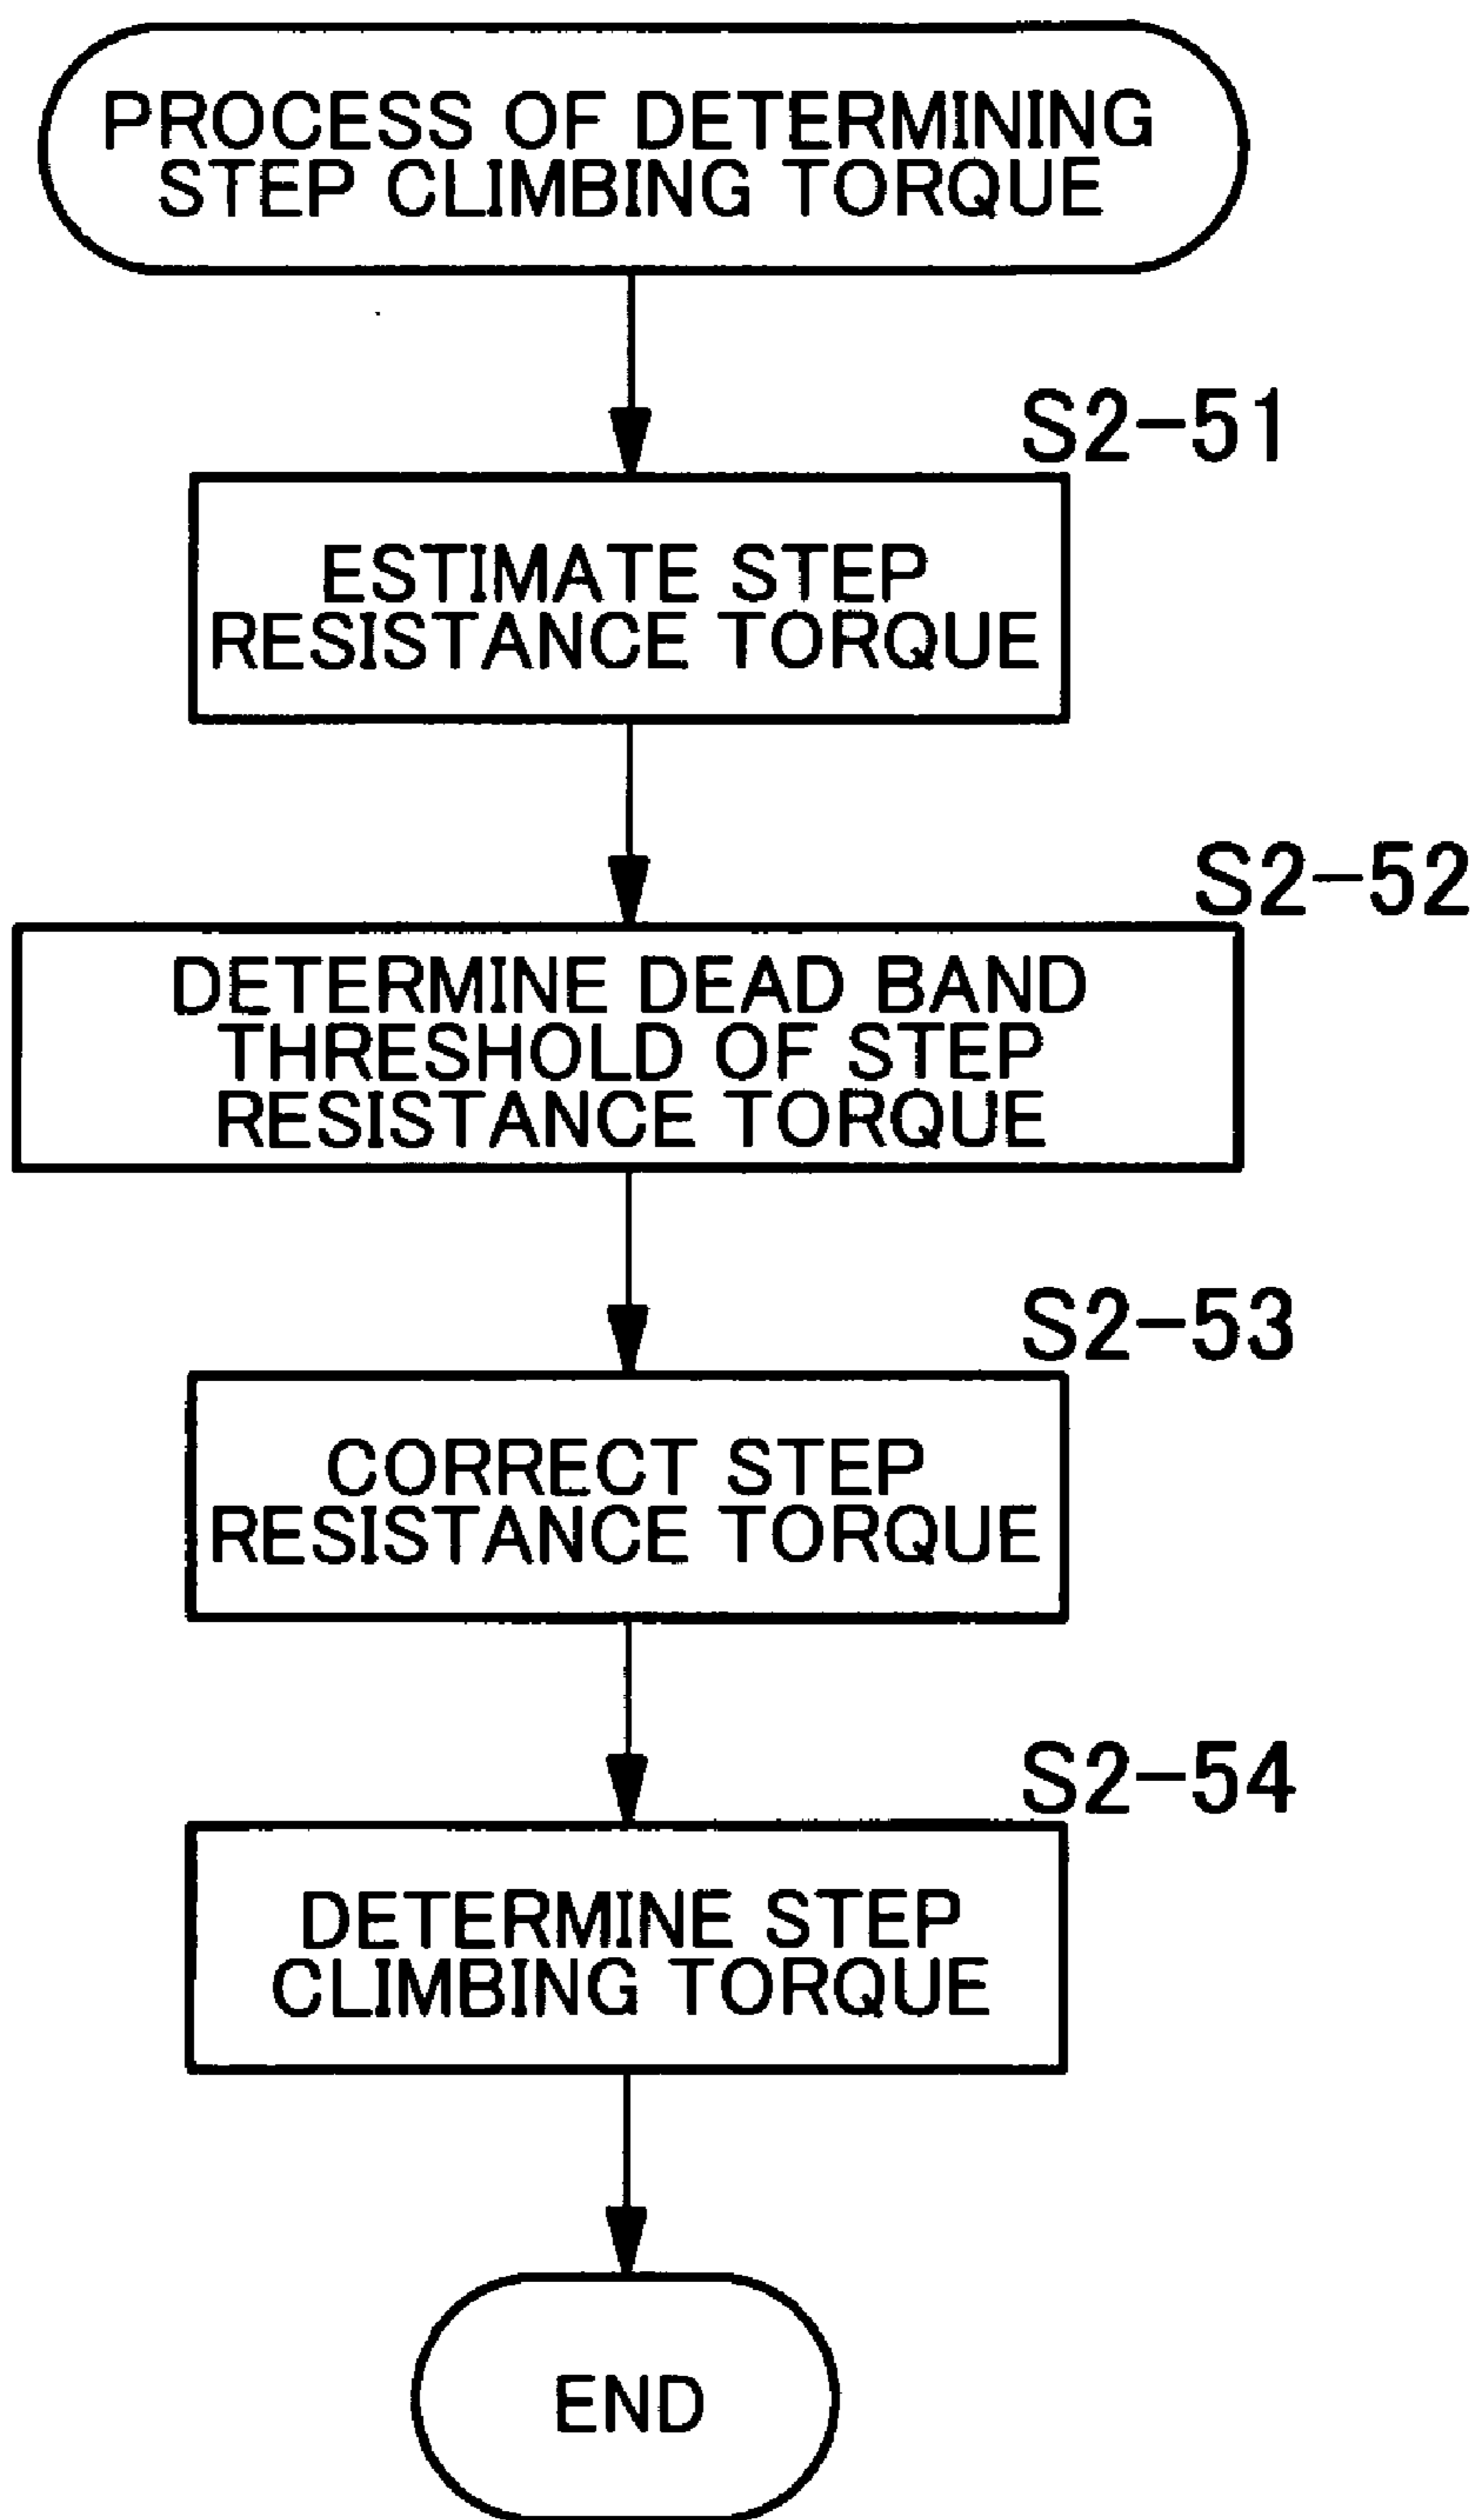 PROCESS OF DETERMINING
STEP CLIMBING TORQUE
S2-51
ESTIMATE STEP
RESISTANCE TORQUE
S2-52
DETERMINE DEAD BAND
THRESHOLD OF STEP
RESISTANCE TORQUE
S2-53
CORRECT STEP
RESISTANCE TORQUE
S2-54
DETERMINE STEP
CLIMBING TORQUE
END